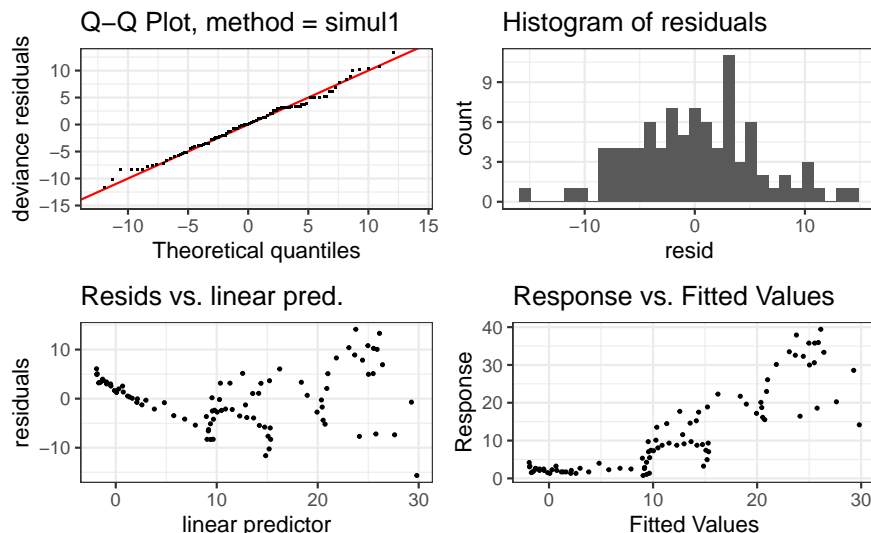 Q−Q Plot, method = simul1
deviance residuals
10
5
0
−5
−10
−15
−10
−5
0
5
10
15
Theoretical quantiles
Histogram of residuals
count
9
6
3
0
−10
0
10
resid
Resids vs. linear pred.
residuals
10
0
−10
0
10
20
30
linear predictor
Response vs. Fitted Values
Response
40
30
20
10
0
0
10
20
30
Fitted Values